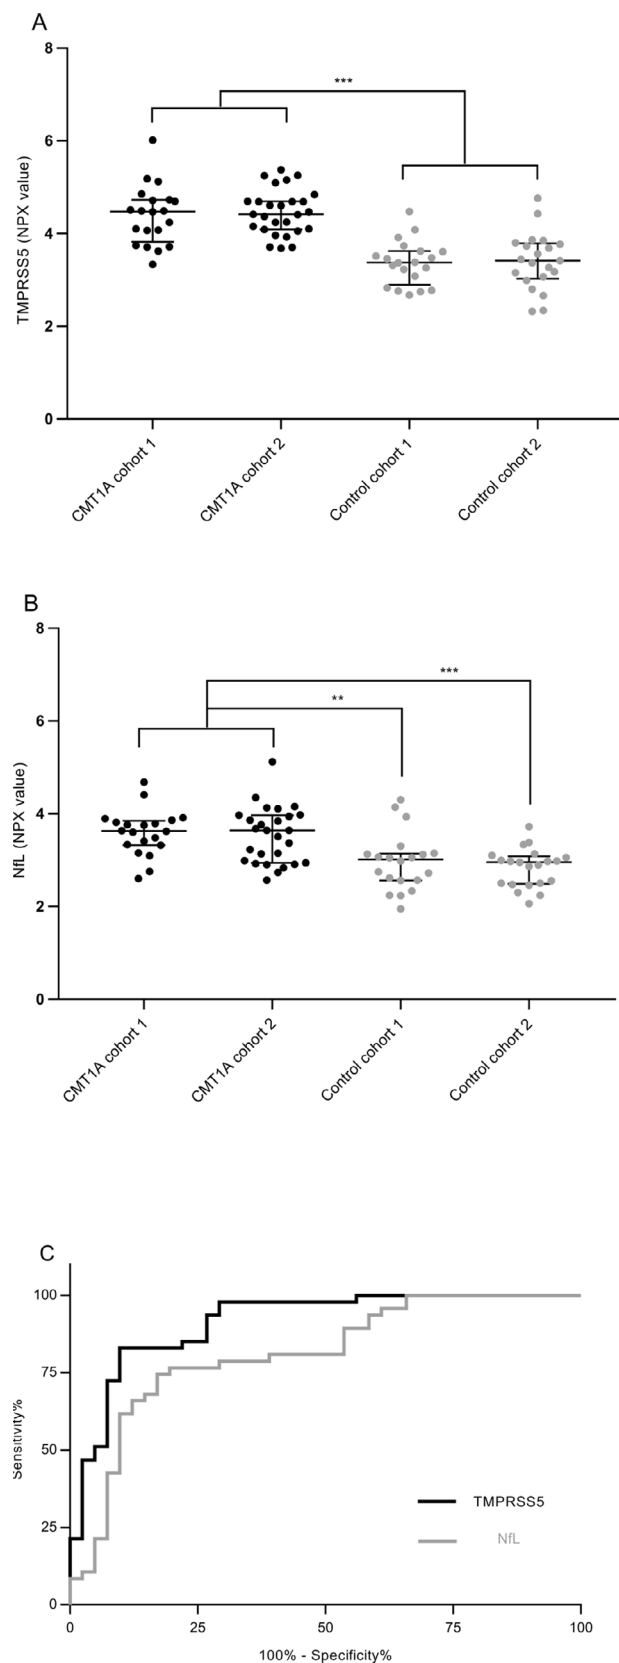 A
8
***
6
TMPRSS5 (NPX value)
4
2
0
CMT1A cohort 1
CMT1A cohort 2
Control cohort 1
Control cohort 2
B
8
***
**
6
NfL (NPX value)
4
2
0
CMT1A cohort 1
CMT1A cohort 2
Control cohort 1
Control cohort 2
C
100
75
Sensitivity%
50
25
0
TMPRSS5
NfL
0 25 50 75 100
100% - Specificity%